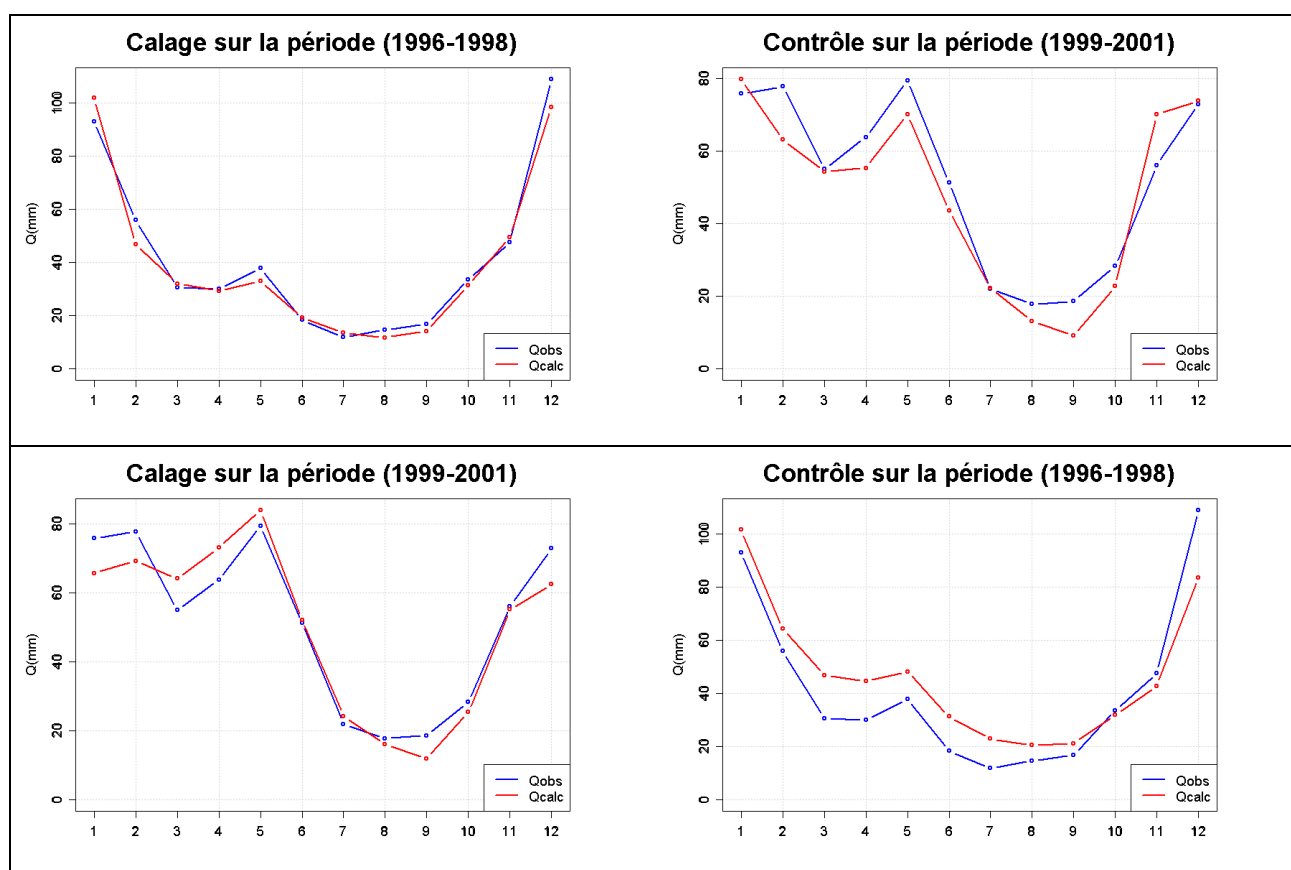 Calage sur la période (1996-1998)
Q(mm)
100
80
60
40
20
0
1 2 3 4 5 6 7 8 9 10 11 12
Qobs
Qcalc
Contrôle sur la période (1999-2001)
Q(mm)
80
60
40
20
0
1 2 3 4 5 6 7 8 9 10 11 12
Qobs
Qcalc
Calage sur la période (1999-2001)
Q(mm)
80
60
40
20
0
1 2 3 4 5 6 7 8 9 10 11 12
Qobs
Qcalc
Contrôle sur la période (1996-1998)
Q(mm)
100
80
60
40
20
0
1 2 3 4 5 6 7 8 9 10 11 12
Qobs
Qcalc